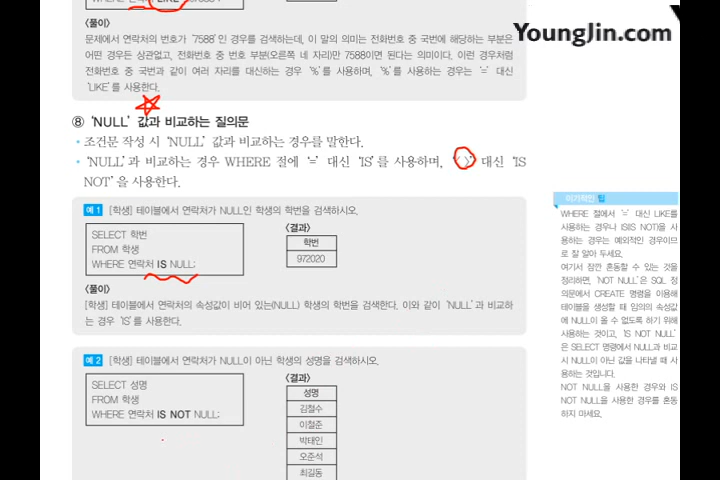 YoungJin.com
<풀이>
문제에서 연락처의 번호가 '7588'인 경우를 검색하는데, 이 말의 의미는 전화번호 중 국번에 해당하는 부분은
어떤 경우든 상관없고, 전화번호 중 번호 부분(오른쪽 네 자리)만 7588이면 된다는 의미이다. 이런 경우처럼
전화번호 중 국번과 같이 여러 자리를 대신하는 경우 '%'를 사용하며, '%'를 사용하는 경우는 '=' 대신
'LIKE'를 사용한다.
⑧ 'NULL' 값과 비교하는 질의문
• 조건문 작성 시 'NULL' 값과 비교하는 경우를 말한다.
• 'NULL'과 비교하는 경우 WHERE 절에 '=' 대신 'IS'를 사용하며, 대신 'IS
NOT'을 사용한다.
예 1 [학생] 테이블에서 연락처가 NULL인 학생의 학번을 검색하시오.
SELECT 학번
FROM 학생
WHERE 연락처 IS NULL;
<결과>
학번
972020
<풀이>
[학생] 테이블에서 연락처의 속성값이 비어 있는(NULL) 학생의 학번을 검색한다. 이와 같이 'NULL'과 비교하
는 경우 'IS'를 사용한다.
예 2 [학생] 테이블에서 연락처가 NULL이 아닌 학생의 성명을 검색하시오.
SELECT 성명
FROM 학생
WHERE 연락처 IS NOT NULL;
<결과>
성명
김철수
이철준
박태인
오준석
최길동
이기적인 팁
WHERE 절에서 '=' 대신 LIKE를
사용하는 경우나 IS(IS NOT)을 사
용하는 경우는 예외적인 경우이므
로 잘 알아 두세요.
여기서 잠깐 혼동할 수 있는 것을
정리하면, 'NOT NULL'은 SQL 정
의문에서 CREATE 명령을 이용해
테이블을 생성할 때 임의의 속성값
에 NULL이 올 수 없도록 하기 위해
사용하는 것이고, 'IS NOT NULL'
은 SELECT 명령에서 NULL과 비교
시 NULL이 아닌 값을 나타낼 때 사
용하는 것입니다.
NOT NULL을 사용한 경우와 IS
NOT NULL을 사용한 경우를 혼동
하지 마세요.